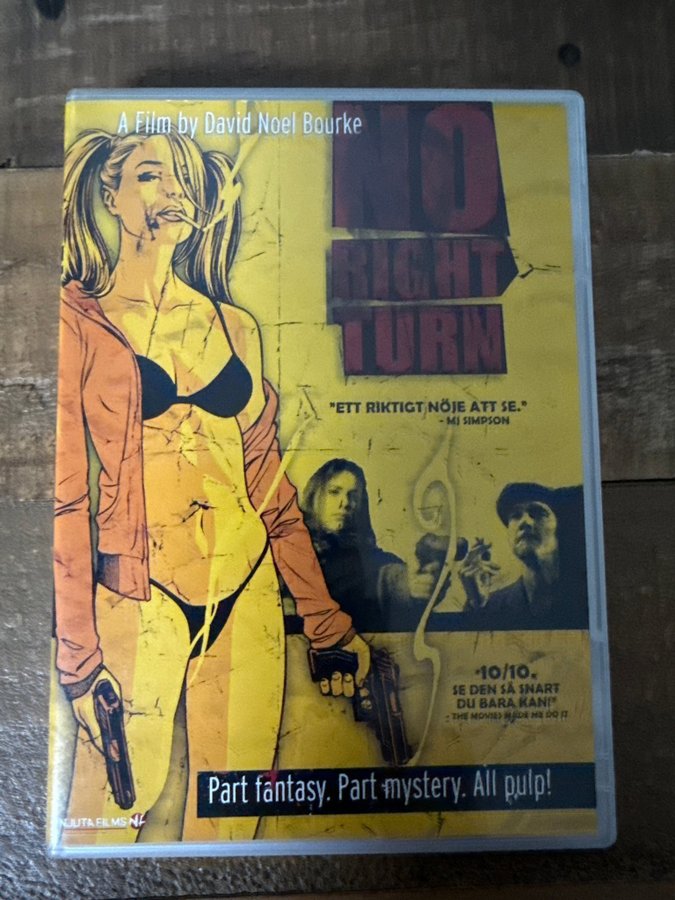 A Film by David Noel Bourke
NO
RIGHT
TURN
"ETT RIKTIGT NÖJE ATT SE."
- MJ SIMPSON
"10/10.
SE DEN SÅ SNART
DU BARA KAN!"
- THE MOVIES MADE ME DO IT
Part fantasy. Part mystery. All pulp!
NJUTAFILMS